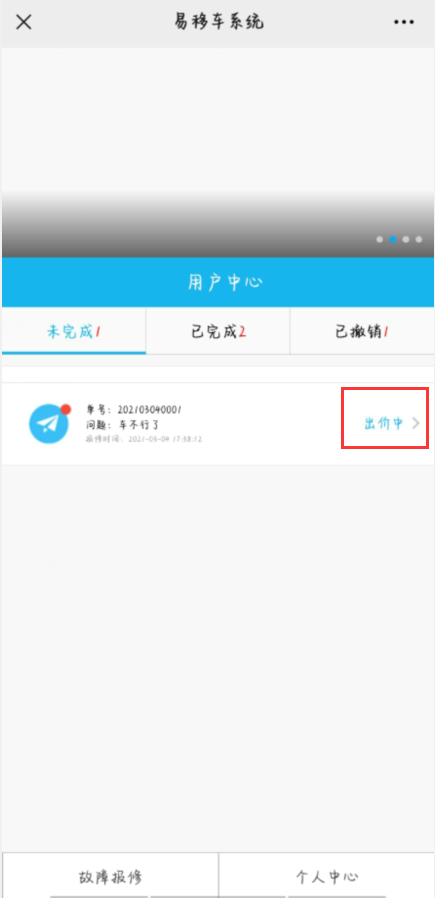 易移车系统
用户中心
未完成1
已完成2
已撤销1
单号：202103040001
问题：车不行了
出价中
报修时间：2021-03-04 17:38:12
故障报修
个人中心